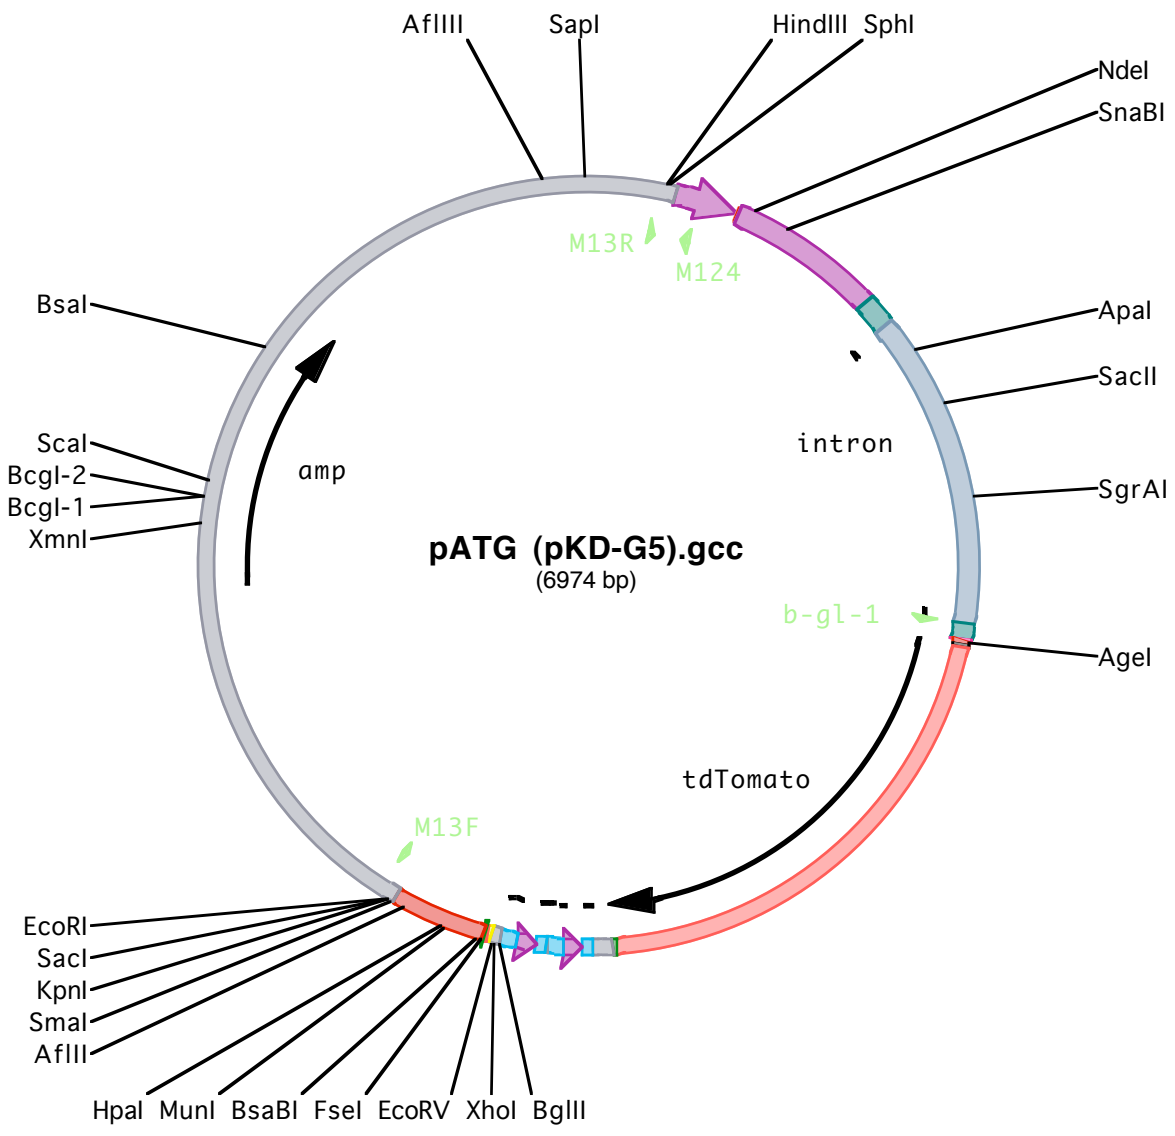 AflIII SapI HindIII SphI
NdeI
SnaBI
M13R
M124
BsaI
ApaI
SacII
ScaI
intron
BcgI-2
amp
BcgI-1
SgrAI
XmnI
pATG (pKD-G5).gcc
(6974 bp)
b-gl-1
AgeI
tdTomato
M13F
EcoRI
SacI
KpnI
SmaI
AflII
HpaI MunI BsaBI FseI EcoRV XhoI BglII